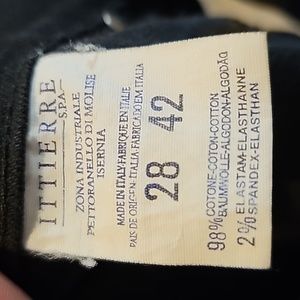 ITTIERRE
S.P.A.
ZONA INDUSTRIALE
PETTORANELLO DI MOLISE
ISERNIA
MADE IN ITALY-FABRIQUE EN ITALIE
PAIS DE ORIGEN: ITALIA FABRICADO EM ITALIA
28 42
98% COTONE-COTON-COTTON
BAUMWOLLE-ALGODON-ALGODÃO
2% ELASTAM-ELASTHANNE
SPANDEX-ELASTHAN